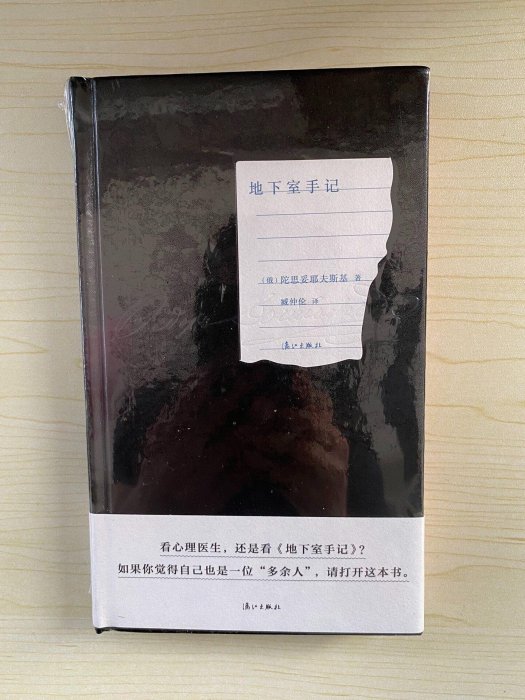 地下室手记
（俄）陀思妥耶夫斯基 著
臧仲伦 译
漓江出版社
看心理医生，还是看《地下室手记》？
如果你觉得自己也是一位“多余人”，请打开这本书。
漓江出版社